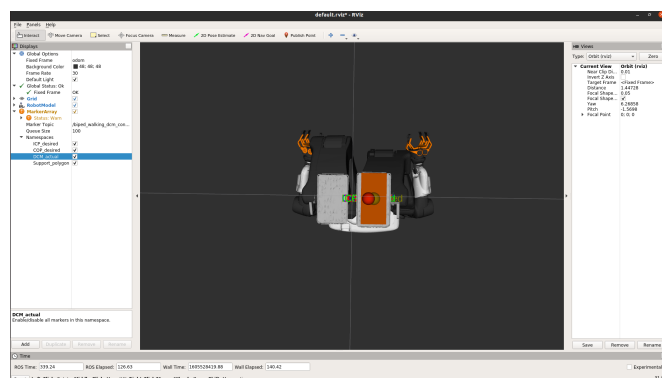 default.rviz* - RViz
File Panels Help
Interact Move Camera Select Focus Camera Measure 2D Pose Estimate 2D Nav Goal Publish Point
Displays
Global Options
Fixed Frame odom
Background Color 48; 48; 48
Frame Rate 30
Default Light
Global Status: Ok
Fixed Frame OK
Grid
RobotModel
MarkerArray
Status: Warn
Marker Topic /biped_walking_dcm_con...
Queue Size 100
Namespaces
ICP_desired
COP_desired
DCM_actual
Support_polygon
DCM_actual
Enable/disable all markers in this namespace.
Add Duplicate Remove Rename
Views
Type: Orbit (rviz) Zero
Current View Orbit (rviz)
Near Clip Di... 0.01
Invert Z Axis
Target Frame <Fixed Frame>
Distance 1.44728
Focal Shape... 0.05
Focal Shape...
Yaw 6.26658
Pitch -1.5698
Focal Point 0; 0; 0
Save Remove Rename
Time
ROS Time: 339.24 ROS Elapsed: 126.63 Wall Time: 1605528419.88 Wall Elapsed: 140.42 Experimental